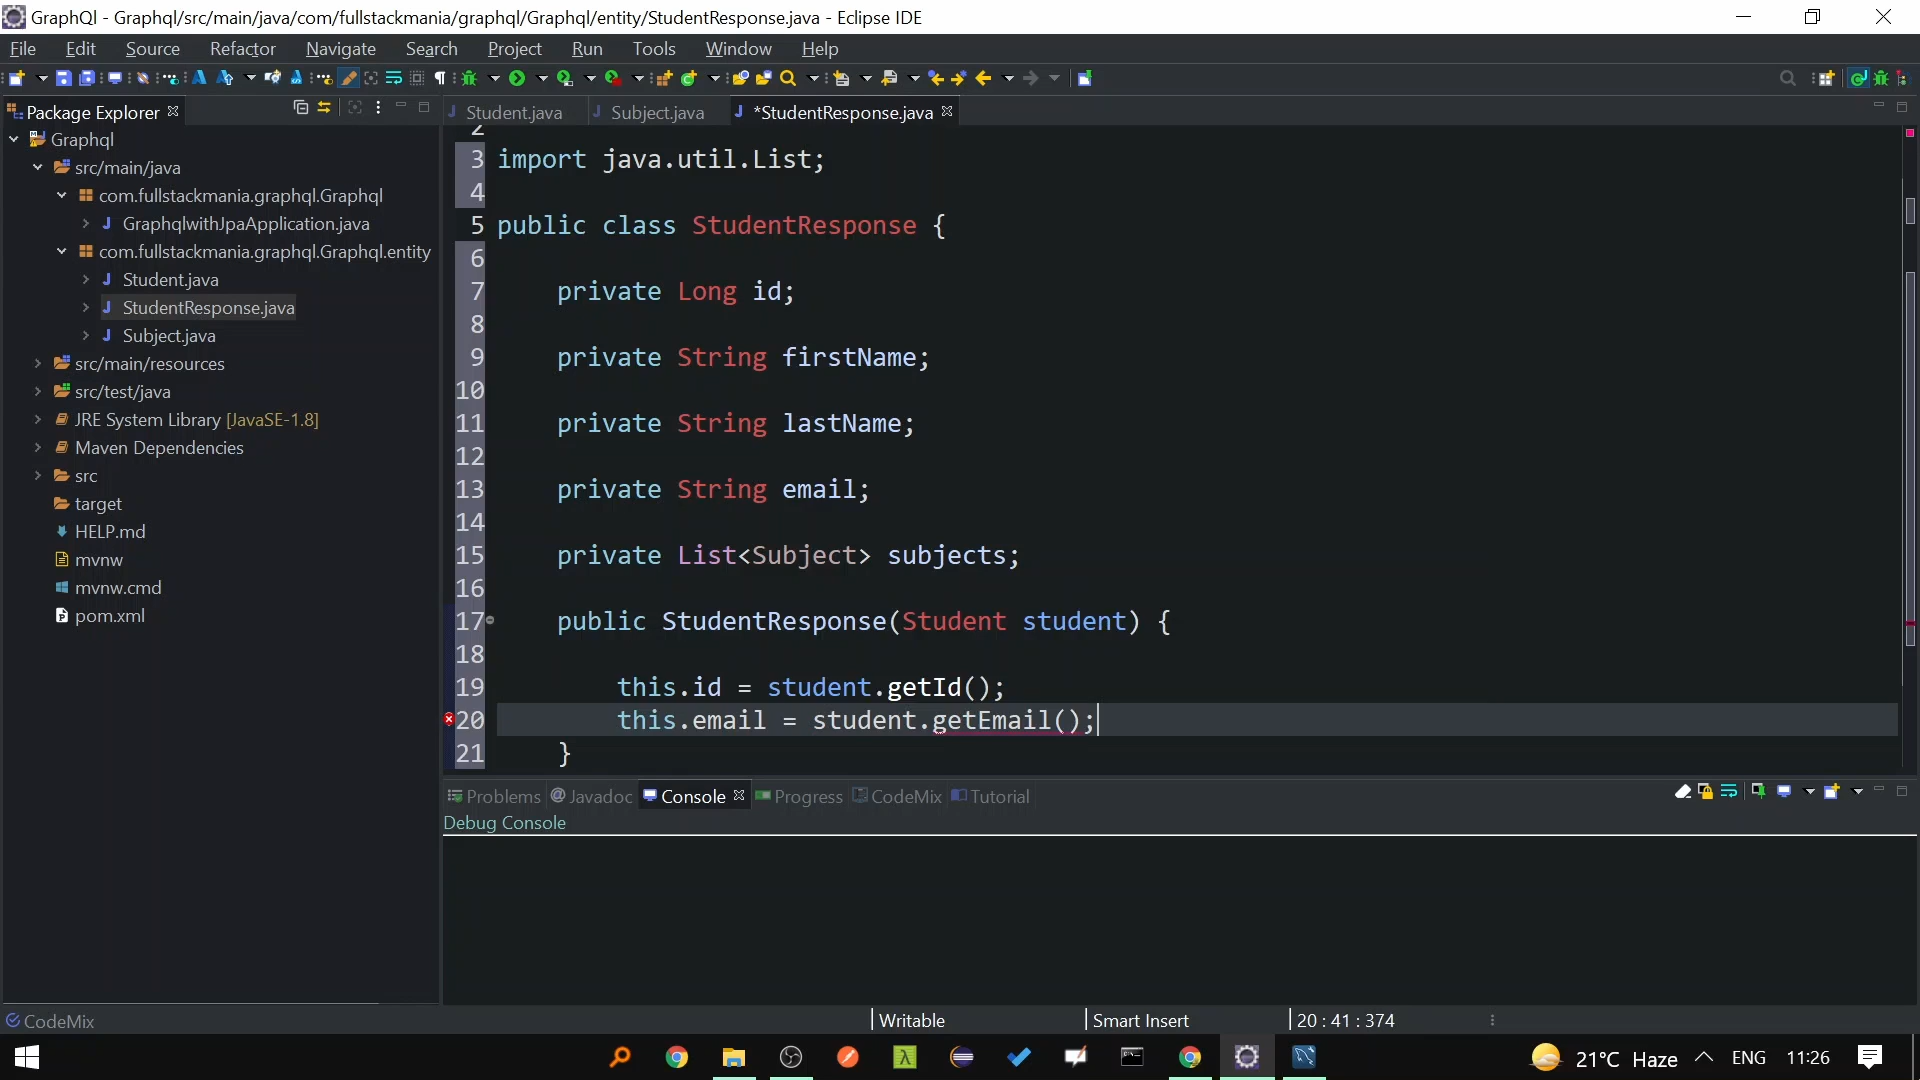 GraphQl - Graphql/src/main/java/com/fullstackmania/graphql/Graphql/entity/StudentResponse.java - Eclipse IDE
File Edit Source Refactor Navigate Search Project Run Tools Window Help
Package Explorer
Student.java Subject.java *StudentResponse.java
Graphql
src/main/java
com.fullstackmania.graphql.Graphql
GraphqlwithJpaApplication.java
com.fullstackmania.graphql.Graphql.entity
Student.java
StudentResponse.java
Subject.java
src/main/resources
src/test/java
JRE System Library [JavaSE-1.8]
Maven Dependencies
src
target
HELP.md
mvnw
mvnw.cmd
pom.xml
2
3 import java.util.List;
4
5 public class StudentResponse {
6
7 private Long id;
8
9 private String firstName;
10
11 private String lastName;
12
13 private String email;
14
15 private List<Subject> subjects;
16
17 public StudentResponse(Student student) {
18
19 this.id = student.getId();
20 this.email = student.getEmail();
21 }
Problems Javadoc Console Progress CodeMix Tutorial
Debug Console
CodeMix Writable Smart Insert 20 : 41 : 374
21°C Haze ENG 11:26